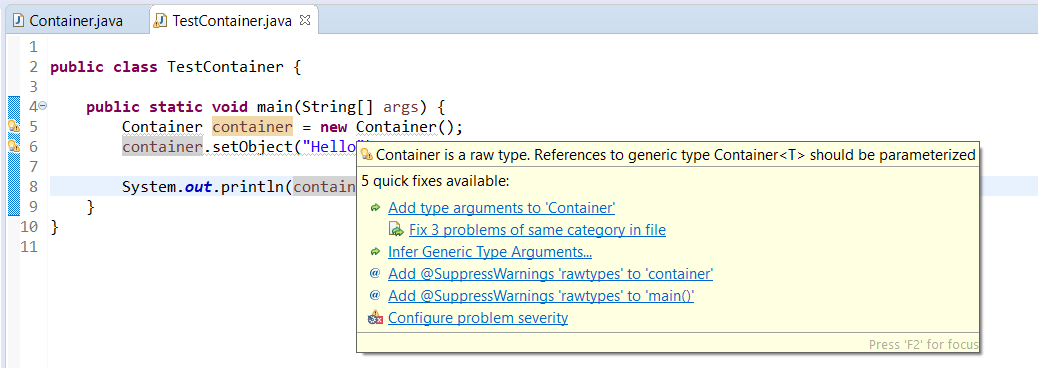 Container.java TestContainer.java
1
2 public class TestContainer {
3
4 public static void main(String[] args) {
5 Container container = new Container();
6 container.setObject("Hello"
7
8 System.out.println(contain
9 }
10 }
11
Container is a raw type. References to generic type Container<T> should be parameterized
5 quick fixes available:
Add type arguments to 'Container'
Fix 3 problems of same category in file
Infer Generic Type Arguments...
@ Add @SuppressWarnings 'rawtypes' to 'container'
@ Add @SuppressWarnings 'rawtypes' to 'main()'
Configure problem severity
Press 'F2' for focus